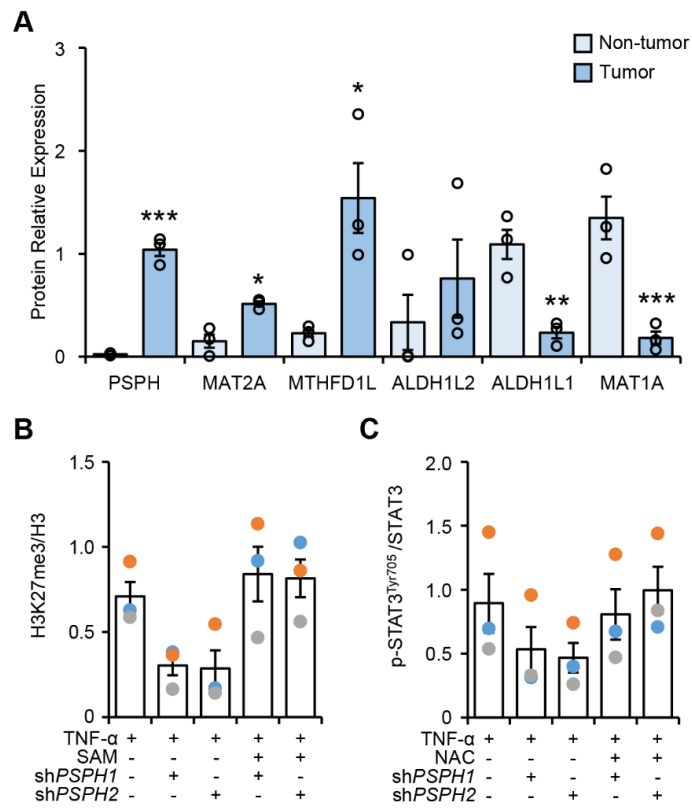 A
Non-tumor
Tumor
Protein Relative Expression
3
2
1
0
***
*
*
**
***
PSPH MAT2A MTHFD1L ALDH1L2 ALDH1L1 MAT1A
B
H3K27me3/H3
1.5
1.0
0.5
0
TNF-α + + + + +
SAM - - - + +
shPSPH1 - + - + -
shPSPH2 - - + - +
C
p-STAT3Tyr705/STAT3
2.0
1.5
1.0
0.5
0
TNF-α + + + + +
NAC - - - + +
shPSPH1 - + - + -
shPSPH2 - - + - +